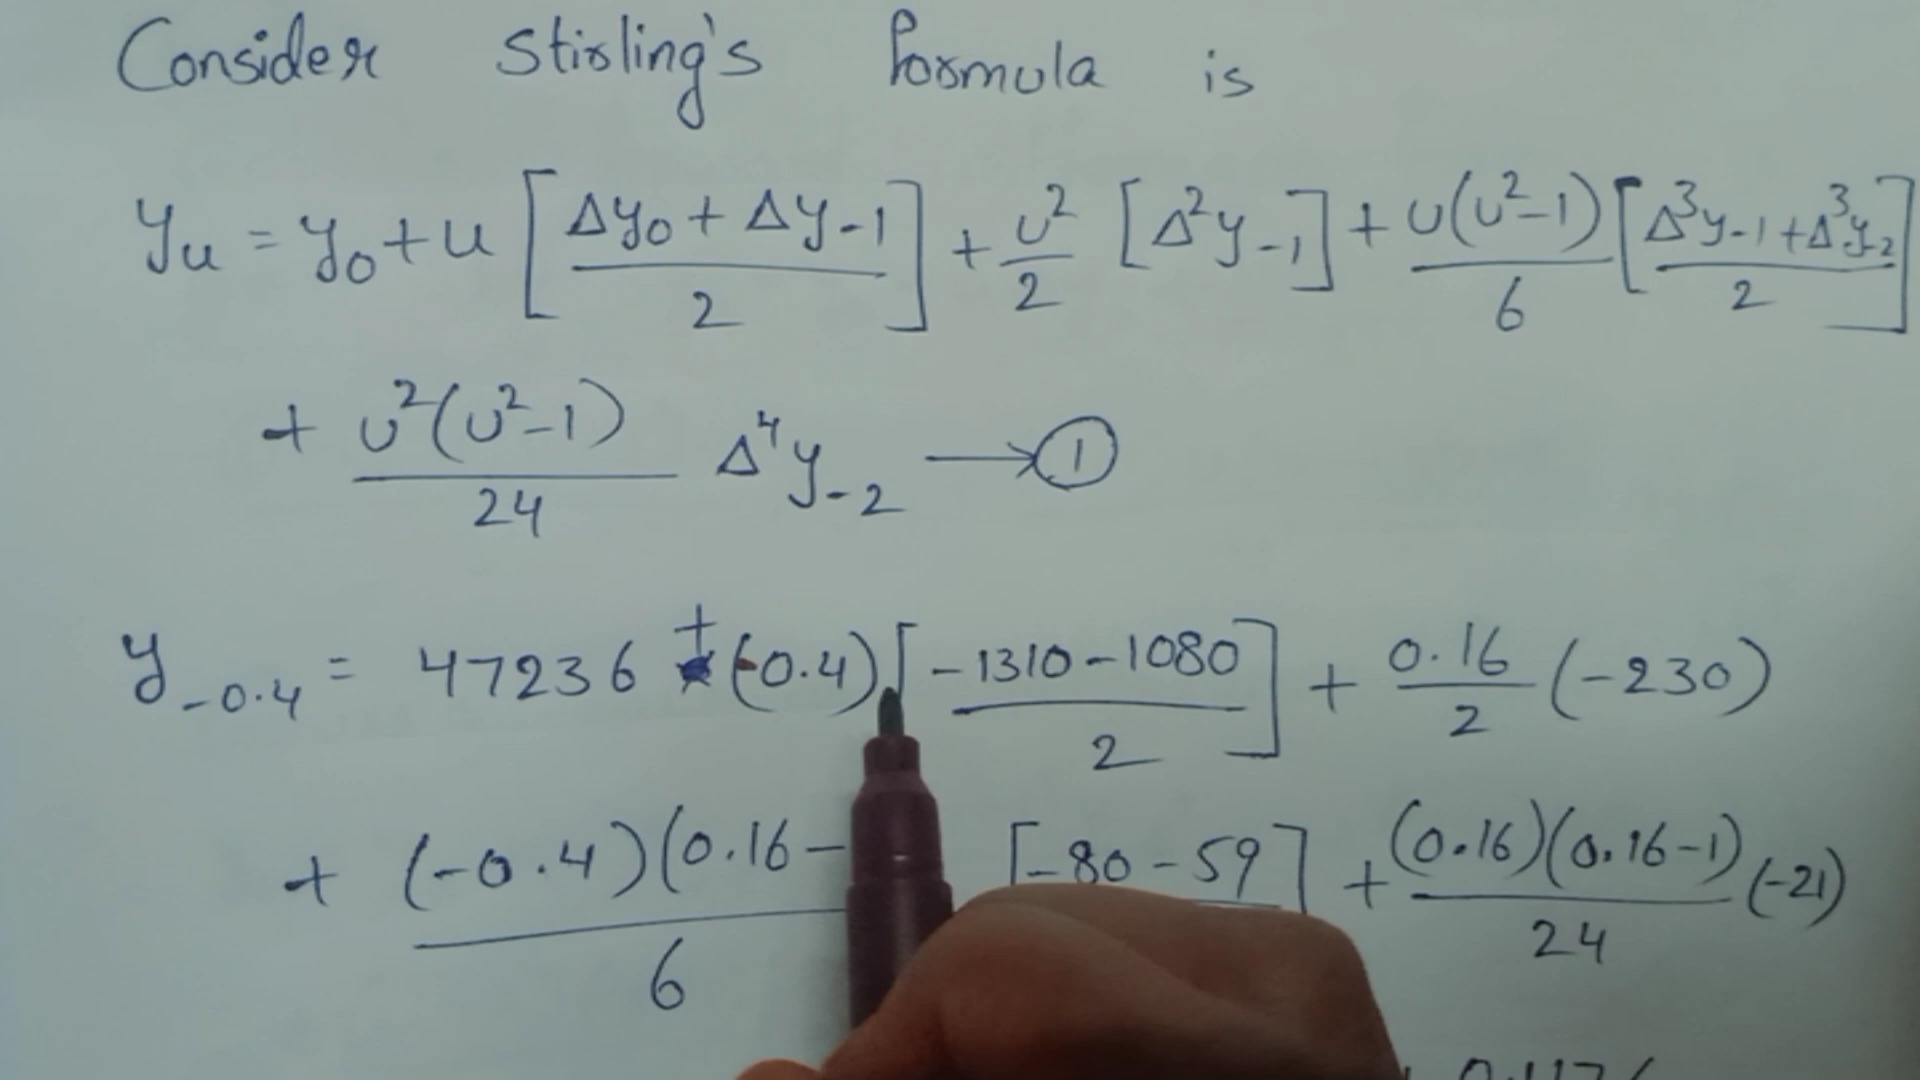 Consider Stirling's formula is
y_u = y_0 + u [Δy_0 + Δy_-1 / 2] + u²/2 [Δ²y_-1] + u(u²-1)/6 [Δ³y_-1 + Δ³y_-2 / 2]
+ u²(u²-1)/24 Δ⁴y_-2 → ①
y_-0.4 = 47236 + (-0.4) [-1310-1080 / 2] + 0.16/2 (-230)
+ (-0.4)(0.16- / 6 [-80-59] + (0.16)(0.16-1)/24 (-21)